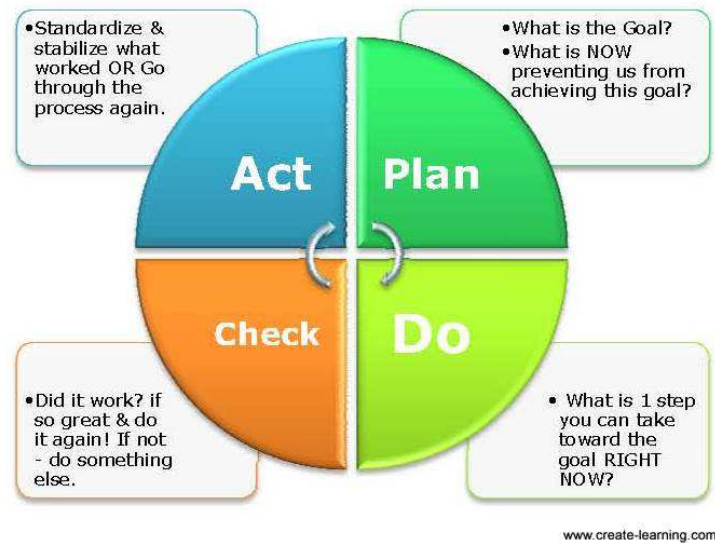 •Standardize &
stabilize what
worked OR Go
through the
process again.
•What is the Goal?
•What is NOW
preventing us from
achieving this goal?
Act
Plan
Check
Do
•Did it work? if
so great & do
it again! If not
- do something
else.
• What is 1 step
you can take
toward the
goal RIGHT
NOW?
www.create-learning.com